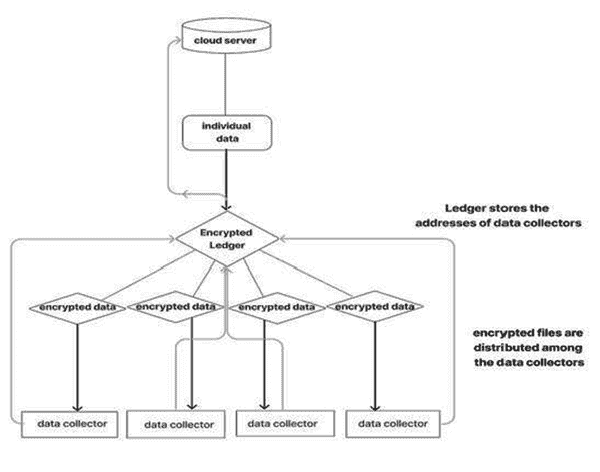 cloud server
individual
data
Ledger stores the
addresses of data collectors
Encrypted
Ledger
encrypted data
encrypted data
encrypted data
encrypted data
encrypted files are
distributed among
the data collectors
data collector
data collector
data collector
data collector